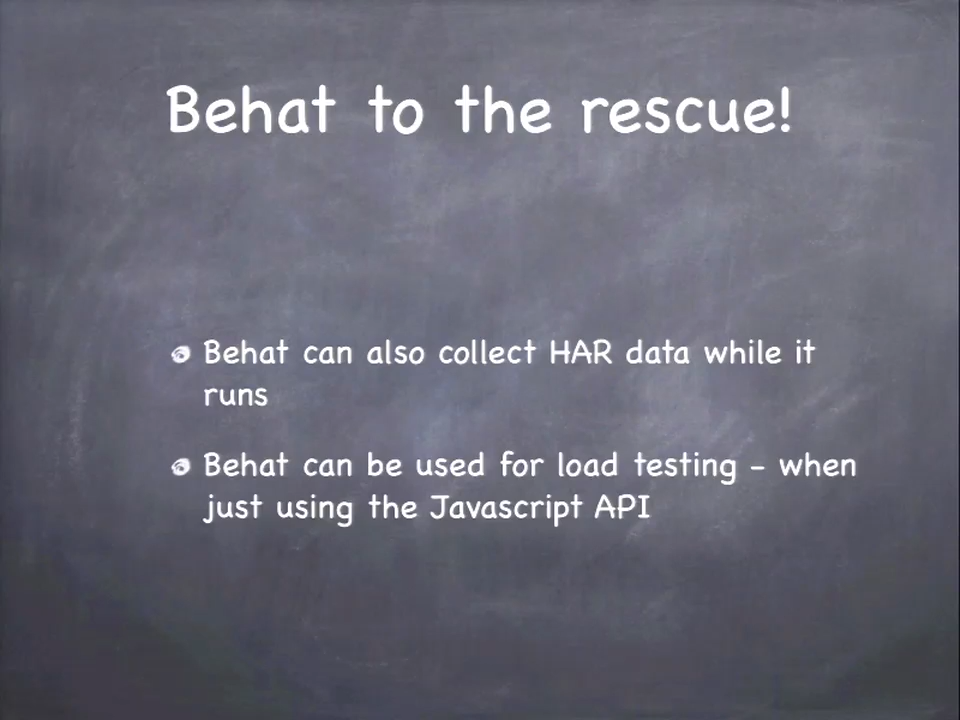 Behat to the rescue!
Behat can also collect HAR data while it
runs
Behat can be used for load testing - when
just using the Javascript API